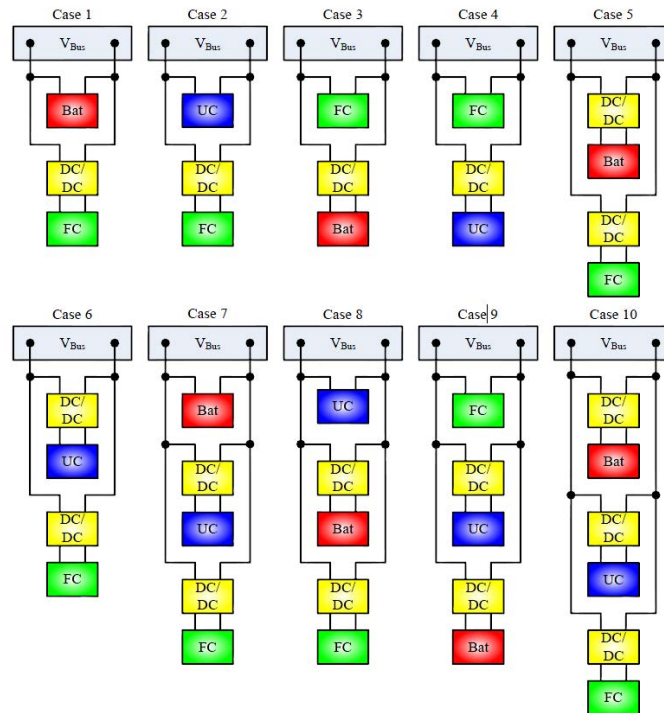 Case 1
Case 2
Case 3
Case 4
Case 5
VBus
VBus
VBus
VBus
VBus
Bat
UC
FC
FC
DC/
DC
DC/
DC
DC/
DC
DC/
DC
DC/
DC
Bat
FC
FC
Bat
UC
DC/
DC
FC
Case 6
Case 7
Case 8
Case 9
Case 10
VBus
VBus
VBus
VBus
VBus
DC/
DC
Bat
UC
FC
DC/
DC
UC
DC/
DC
DC/
DC
DC/
DC
Bat
DC/
DC
UC
Bat
UC
DC/
DC
FC
DC/
DC
DC/
DC
DC/
DC
UC
FC
FC
Bat
DC/
DC
FC